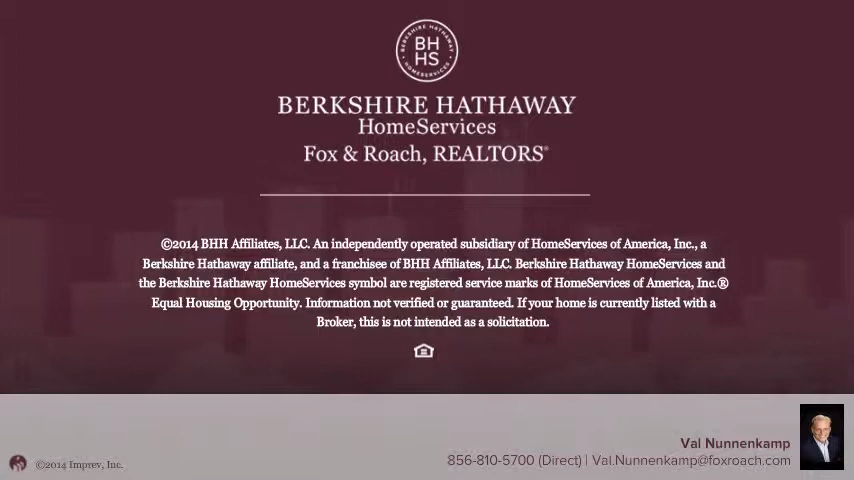 BERKSHIRE HATHAWAY
HOMESERVICES
BH
HS
BERKSHIRE HATHAWAY
HomeServices
Fox & Roach, REALTORS®
©2014 BHH Affiliates, LLC. An independently operated subsidiary of HomeServices of America, Inc., a
Berkshire Hathaway affiliate, and a franchisee of BHH Affiliates, LLC. Berkshire Hathaway HomeServices and
the Berkshire Hathaway HomeServices symbol are registered service marks of HomeServices of America, Inc.®
Equal Housing Opportunity. Information not verified or guaranteed. If your home is currently listed with a
Broker, this is not intended as a solicitation.
Val Nunnenkamp
856-810-5700 (Direct) | Val.Nunnenkamp@foxroach.com
©2014 Imprev, Inc.